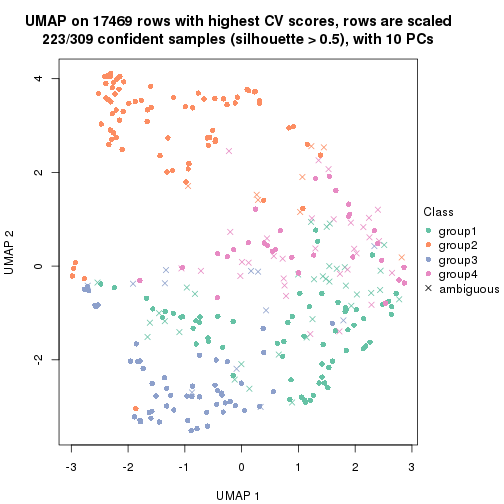 UMAP on 17469 rows with highest CV scores, rows are scaled
223/309 confident samples (silhouette > 0.5), with 10 PCs
4
2
0
-2
UMAP 2
-3
-2
-1
0
1
2
3
UMAP 1
Class
group1
group2
group3
group4
ambiguous